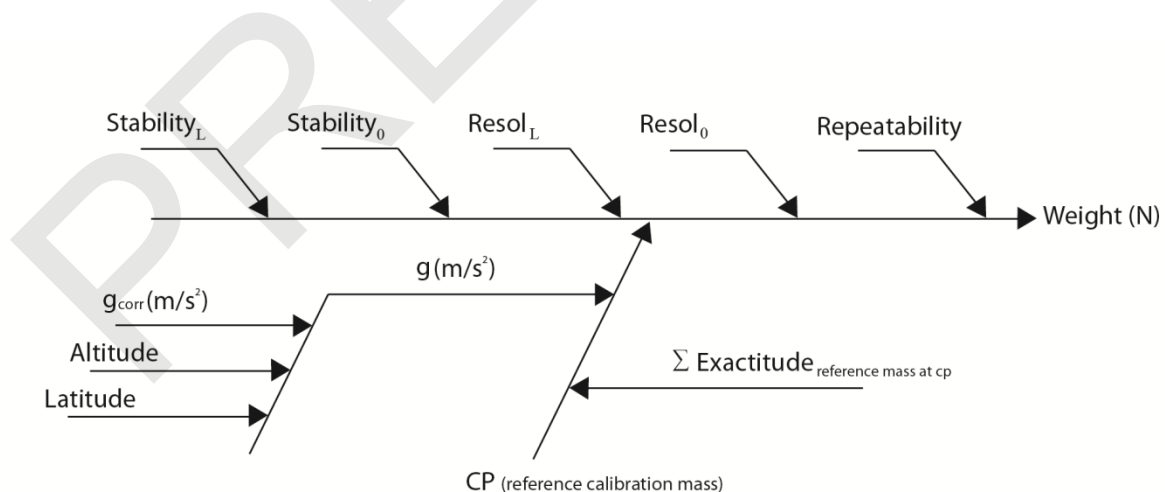 PRE
Stability_L
Stability_0
Resol_L
Resol_0
Repeatability
Weight (N)
g(m/s²)
g_corr(m/s²)
Altitude
Σ Exactitude_reference mass at cp
Latitude
CP (reference calibration mass)